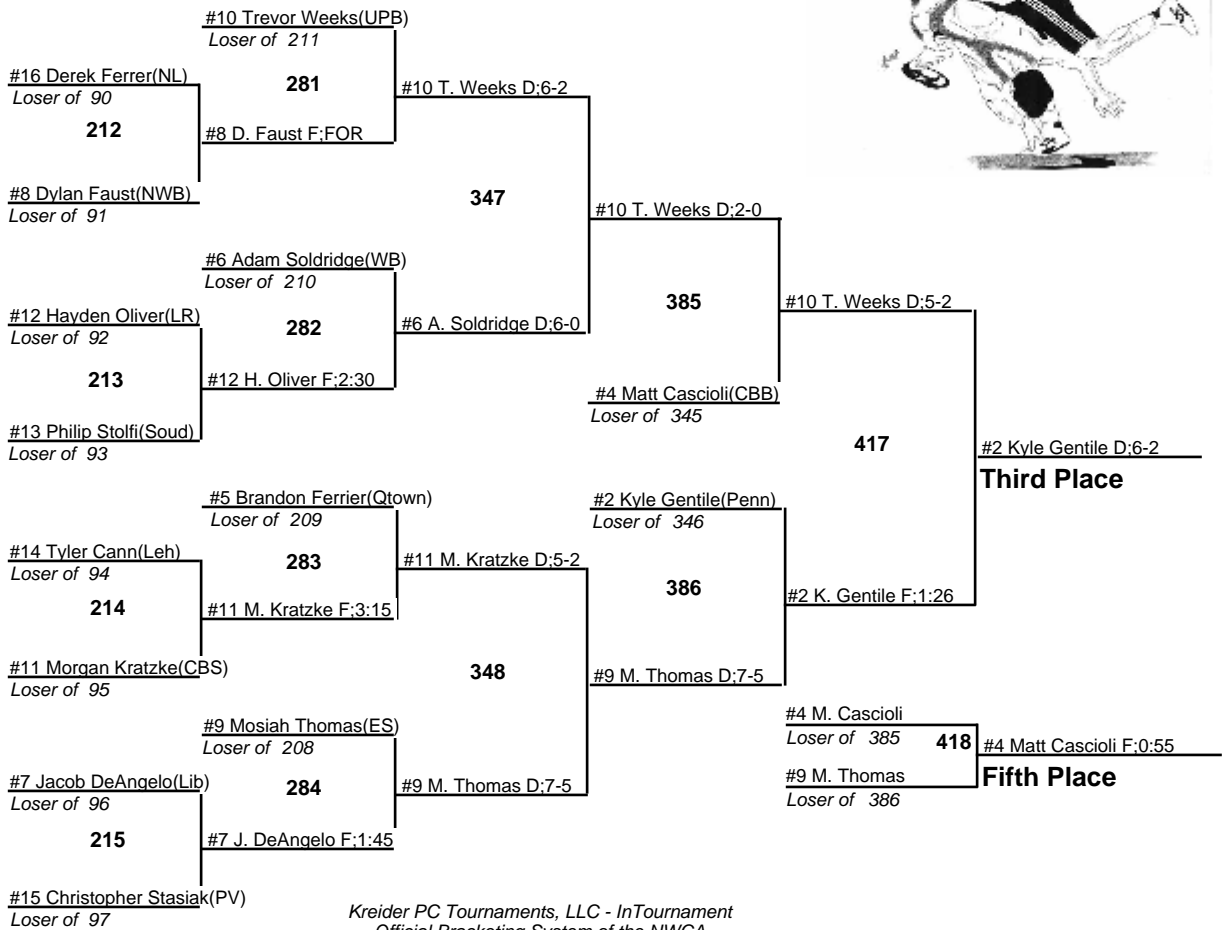 #10 Trevor Weeks(UPB)
Loser of 211
#16 Derek Ferrer(NL)
Loser of 90
281
#10 T. Weeks D;6-2
212
#8 D. Faust F;FOR
#8 Dylan Faust(NWB)
Loser of 91
347
#10 T. Weeks D;2-0
#6 Adam Soldridge(WB)
Loser of 210
385
#10 T. Weeks D;5-2
#12 Hayden Oliver(LR)
Loser of 92
282
#6 A. Soldridge D;6-0
213
#12 H. Oliver F;2:30
#4 Matt Cascioli(CBB)
Loser of 345
#13 Philip Stolfi(Soud)
Loser of 93
417
#2 Kyle Gentile D;6-2
Third Place
#5 Brandon Ferrier(Qtown)
Loser of 209
#2 Kyle Gentile(Penn)
Loser of 346
#14 Tyler Cann(Leh)
Loser of 94
283
#11 M. Kratzke D;5-2
386
#2 K. Gentile F;1:26
214
#11 M. Kratzke F;3:15
#11 Morgan Kratzke(CBS)
Loser of 95
348
#9 M. Thomas D;7-5
#9 Mosiah Thomas(ES)
Loser of 208
#4 M. Cascioli
Loser of 385
418
#4 Matt Cascioli F;0:55
Fifth Place
#7 Jacob DeAngelo(Lib)
Loser of 96
284
#9 M. Thomas D;7-5
#9 M. Thomas
Loser of 386
215
#7 J. DeAngelo F;1:45
#15 Christopher Stasiak(PV)
Loser of 97
Kreider PC Tournaments, LLC - InTournament
Official Bracketing System of the NWCA